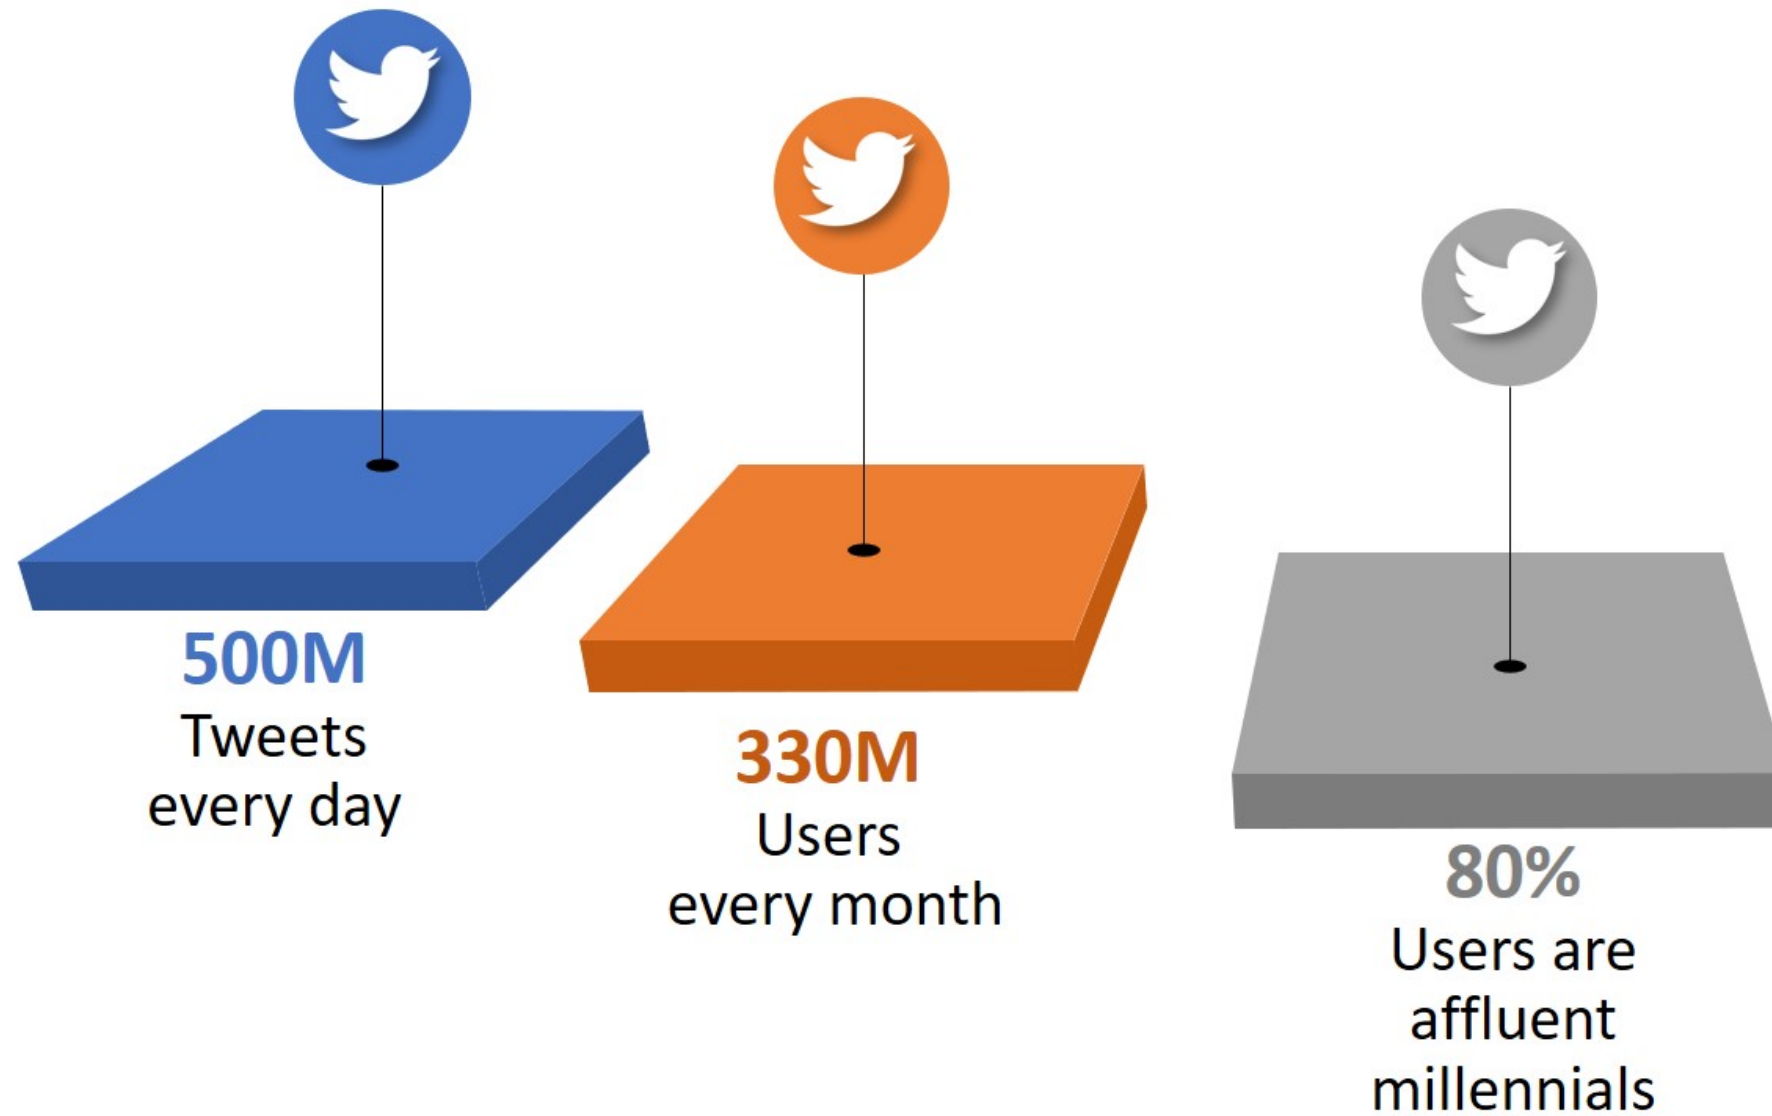 500M
Tweets
every day
330M
Users
every month
80%
Users are
affluent
millennials